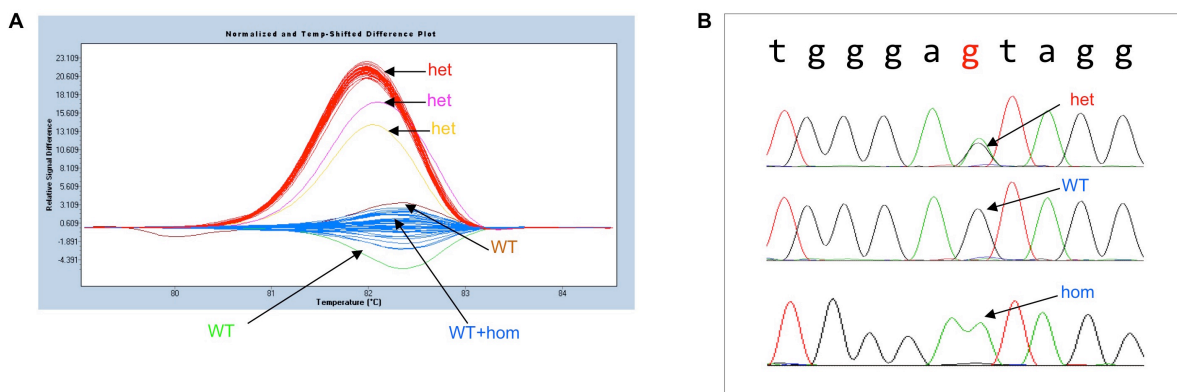 A
Normalized and Temp-Shifted Difference Plot
Relative Signal Difference
23.109
20.609
18.109
15.609
13.109
10.609
8.109
5.609
3.109
0.609
-1.891
-4.391
het
het
het
WT
80
81
82
83
84
Temperature (°C)
WT
WT+hom
B
t g g g a g t a g g
het
WT
hom